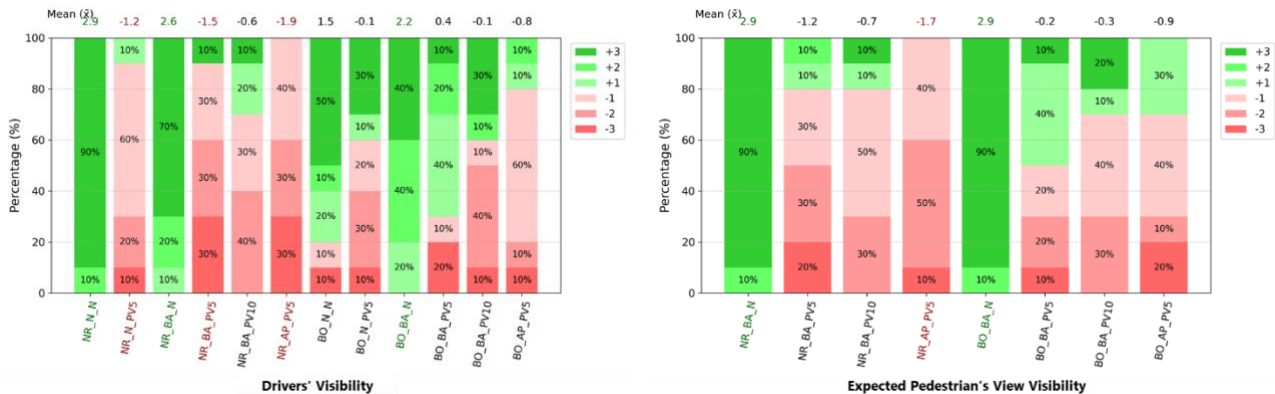 Mean (x̄) 2.9 -1.2 2.6 -1.5 -0.6 -1.9 1.5 -0.1 2.2 0.4 -0.1 -0.8
Percentage (%)
100
80
60
40
20
0
90% 10%
10% 60% 20% 10%
70% 20% 10%
10% 30% 30% 30%
10% 20% 30% 40%
40% 30% 30%
50% 10% 20% 10% 10%
30% 10% 20% 30% 10%
40% 40% 20%
10% 20% 40% 10% 20%
30% 10% 10% 40% 10%
10% 10% 60% 10% 10%
NR_N_N NR_N_PV5 NR_BA_N NR_BA_PV5 NR_BA_PV10 NR_AP_PV5 BO_N_N BO_N_PV5 BO_BA_N BO_BA_PV5 BO_BA_PV10 BO_AP_PV5
+3
+2
+1
-1
-2
-3
Drivers’ Visibility
Mean (x̄) 2.9 -1.2 -0.7 -1.7 2.9 -0.2 -0.3 -0.9
Percentage (%)
100
80
60
40
20
0
90% 10%
10% 10% 30% 30% 20%
10% 10% 50% 30%
40% 50% 10%
90% 10%
10% 40% 20% 20% 10%
20% 10% 40% 30%
30% 40% 10% 20%
NR_BA_N NR_BA_PV5 NR_BA_PV10 NR_AP_PV5 BO_BA_N BO_BA_PV5 BO_BA_PV10 BO_AP_PV5
+3
+2
+1
-1
-2
-3
Expected Pedestrian’s View Visibility